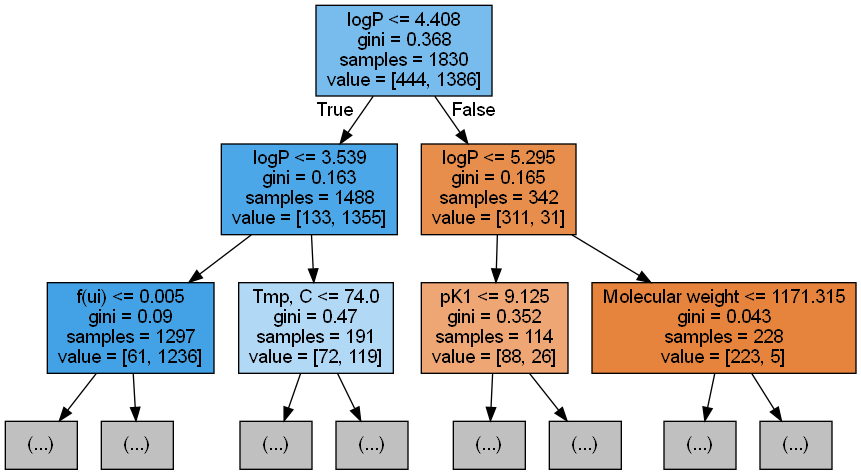 logP <= 4.408
gini = 0.368
samples = 1830
value = [444, 1386]
True
False
logP <= 3.539
gini = 0.163
samples = 1488
value = [133, 1355]
logP <= 5.295
gini = 0.165
samples = 342
value = [311, 31]
f(ui) <= 0.005
gini = 0.09
samples = 1297
value = [61, 1236]
Tmp, C <= 74.0
gini = 0.47
samples = 191
value = [72, 119]
pK1 <= 9.125
gini = 0.352
samples = 114
value = [88, 26]
Molecular weight <= 1171.315
gini = 0.043
samples = 228
value = [223, 5]
(...)
(...)
(...)
(...)
(...)
(...)
(...)
(...)